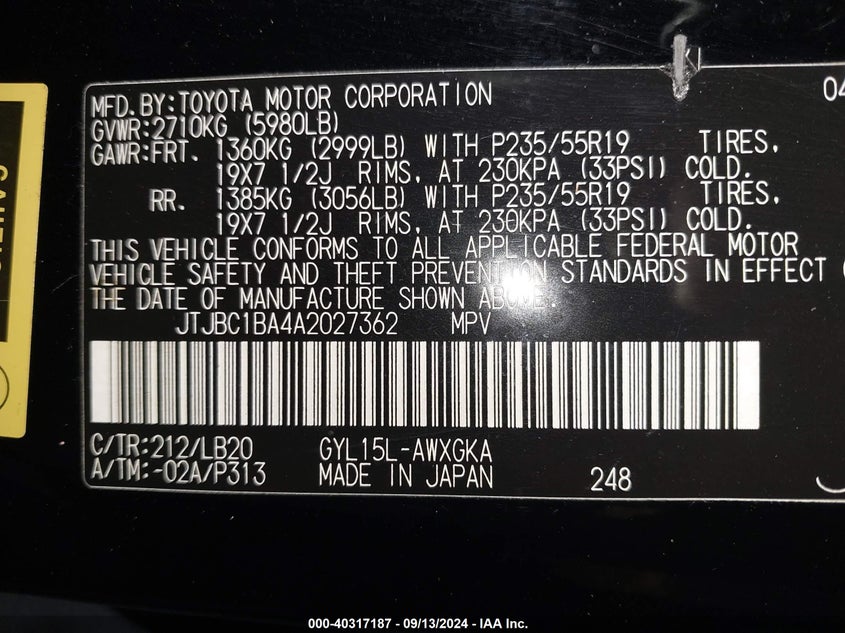 04
MFD.BY:TOYOTA MOTOR CORPORATION
GVWR:2710KG (5980LB)
GAWR:FRT. 1360KG (2999LB) WITH P235/55R19 TIRES,
19X7 1/2J RIMS, AT 230KPA (33PSI) COLD.
RR. 1385KG (3056LB) WITH P235/55R19 TIRES,
19X7 1/2J RIMS, AT 230KPA (33PSI) COLD.
THIS VEHICLE CONFORMS TO ALL APPLICABLE FEDERAL MOTOR
VEHICLE SAFETY AND THEFT PREVENTION STANDARDS IN EFFECT
THE DATE OF MANUFACTURE SHOWN ABOVE.
JTJBC1BA4A2027362 MPV
C/TR:212/LB20 GYL15L-AWXGKA
A/TM:-02A/P313 MADE IN JAPAN 248
000-40317187 - 09/13/2024 - IAA Inc.